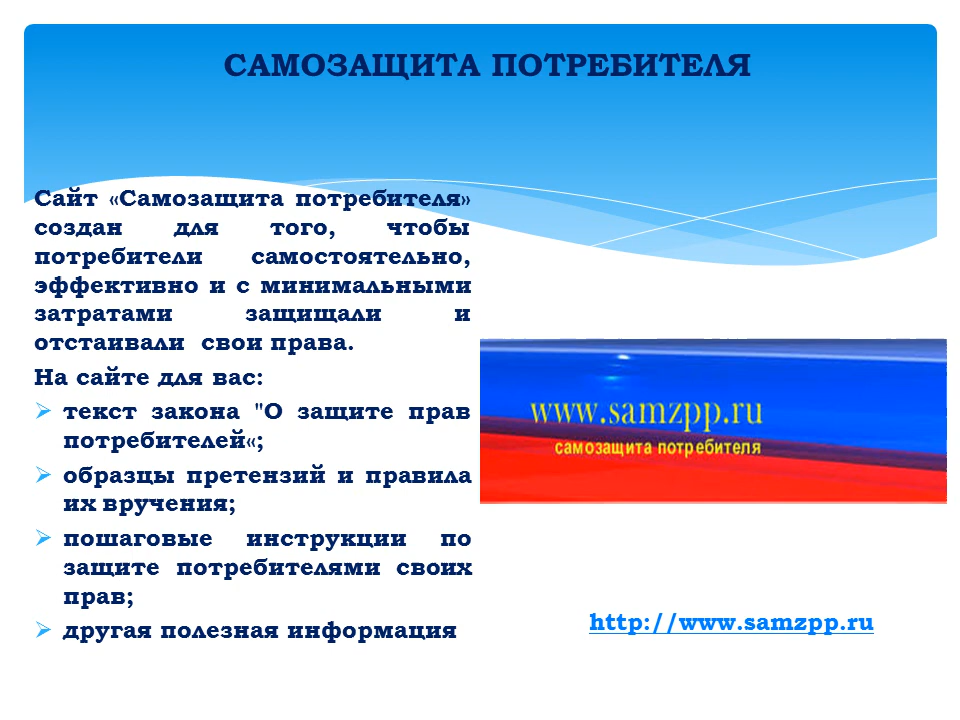 САМОЗАЩИТА ПОТРЕБИТЕЛЯ
Сайт «Самозащита потребителя»
создан для того, чтобы
потребители самостоятельно,
эффективно и с минимальными
затратами защищали и
отстаивали свои права.
На сайте для вас:
текст закона "О защите прав
потребителей«;
образцы претензий и правила
их вручения;
пошаговые инструкции по
защите потребителями своих
прав;
другая полезная информация
www.samzpp.ru
самозащита потребителя
http://www.samzpp.ru